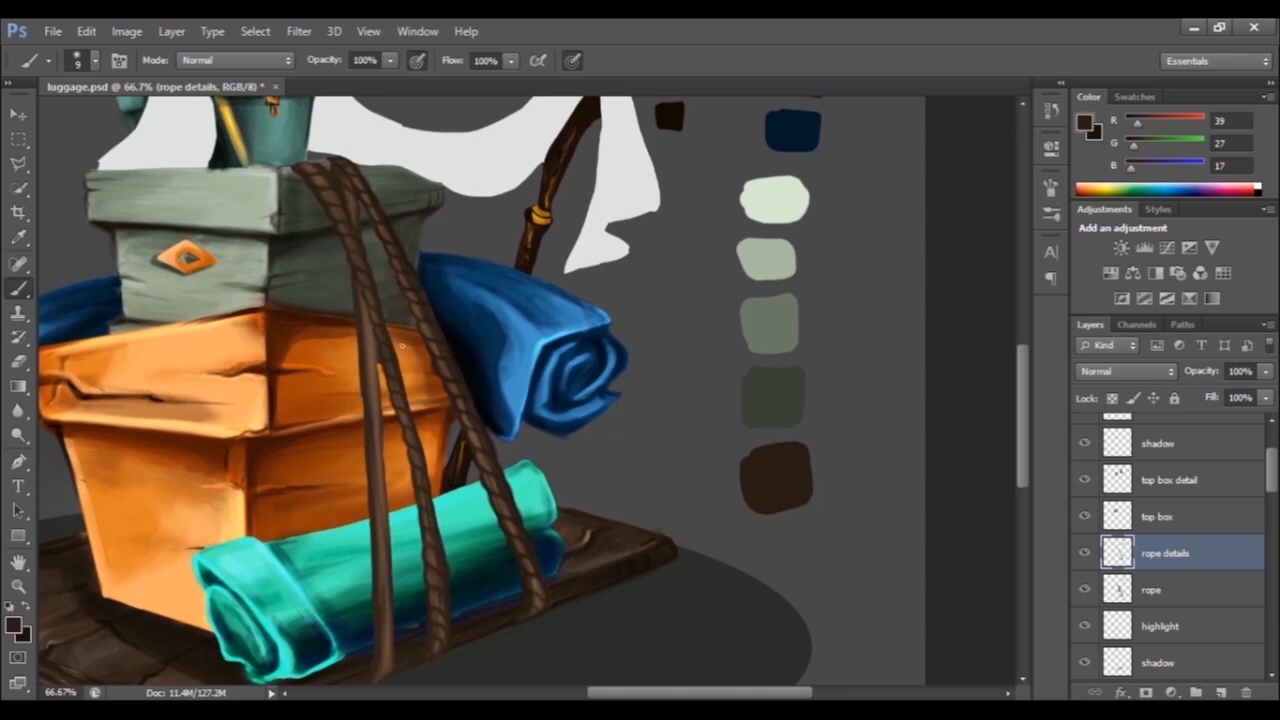 Ps File Edit Image Layer Type Select Filter 3D View Window Help
9 Mode: Normal Opacity: 100% Flow: 100% Essentials
luggage.psd @ 66.7% (rope details, RGB/8) * ×
Color Swatches
R 39
G 27
B 17
Adjustments Styles
Add an adjustment
Layers Channels Paths
Kind
Normal Opacity: 100%
Lock: Fill: 100%
shadow
top box detail
top box
rope details
rope
highlight
shadow
66.67% Doc: 11.4M/127.2M